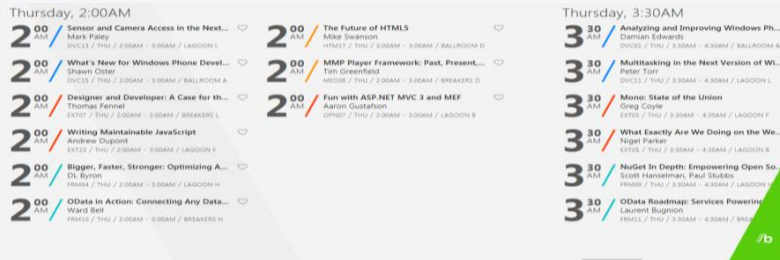 Thursday, 2:00AM
2 00 AM
Sensor and Camera Access in the Next...
Mark Paley
DVC13 / THU / 2:00AM - 3:00AM / LAGOON L
2 00 AM
What's New for Windows Phone Devel...
Shawn Oster
DVC15 / THU / 2:00AM - 3:00AM / BALLROOM A
2 00 AM
Designer and Developer: A Case for th...
Thomas Fennel
EXT07 / THU / 2:00AM - 3:00AM / BREAKERS L
2 00 AM
Writing Maintainable JavaScript
Andrew Dupont
EXT23 / THU / 2:00AM - 3:00AM / LAGOON F
2 00 AM
Bigger, Faster, Stronger: Optimizing A...
DL Byron
FRM04 / THU / 2:00AM - 3:00AM / LAGOON H
2 00 AM
OData in Action: Connecting Any Data...
Ward Bell
FRM10 / THU / 2:00AM - 3:00AM / BREAKERS H
2 00 AM
The Future of HTML5
Mike Swanson
HTM17 / THU / 2:00AM - 3:00AM / BALLROOM D
2 00 AM
MMP Player Framework: Past, Present,...
Tim Greenfield
MED08 / THU / 2:00AM - 3:00AM / BREAKERS D
2 00 AM
Fun with ASP.NET MVC 3 and MEF
Aaron Gustafson
OPN07 / THU / 2:00AM - 3:00AM / LAGOON B
Thursday, 3:30AM
3 30 AM
Analyzing and Improving Windows Ph...
Damian Edwards
DVC01 / THU / 3:30AM - 4:30AM / BALLROOM
3 30 AM
Multitasking in the Next Version of Wi...
Peter Torr
DVC11 / THU / 3:30AM - 4:30AM / LAGOON L
3 30 AM
Mono: State of the Union
Greg Coyle
EXT03 / THU / 3:30AM - 4:30AM / LAGOON F
3 30 AM
What Exactly Are We Doing on the We...
Nigel Parker
EXT05 / THU / 3:30AM - 4:30AM / LAGOON B
3 30 AM
NuGet In Depth: Empowering Open So...
Scott Hanselman, Paul Stubbs
FRM09 / THU / 3:30AM - 4:30AM / LAGOON
3 30 AM
OData Roadmap: Services Powering
Laurent Bugnion
FRM11 / THU / 3:30AM - 4:30AM /
//b